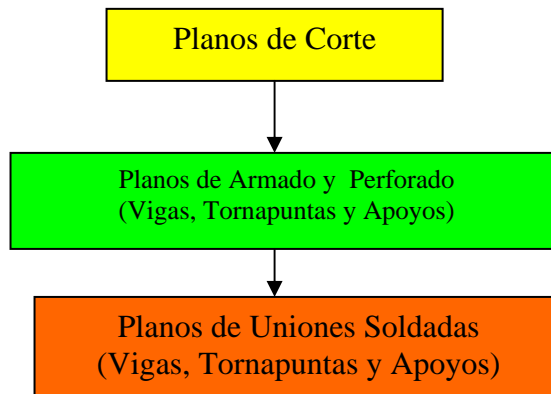 Planos de Corte
Planos de Armado y Perforado
(Vigas, Tornapuntas y Apoyos)
Planos de Uniones Soldadas
(Vigas, Tornapuntas y Apoyos)